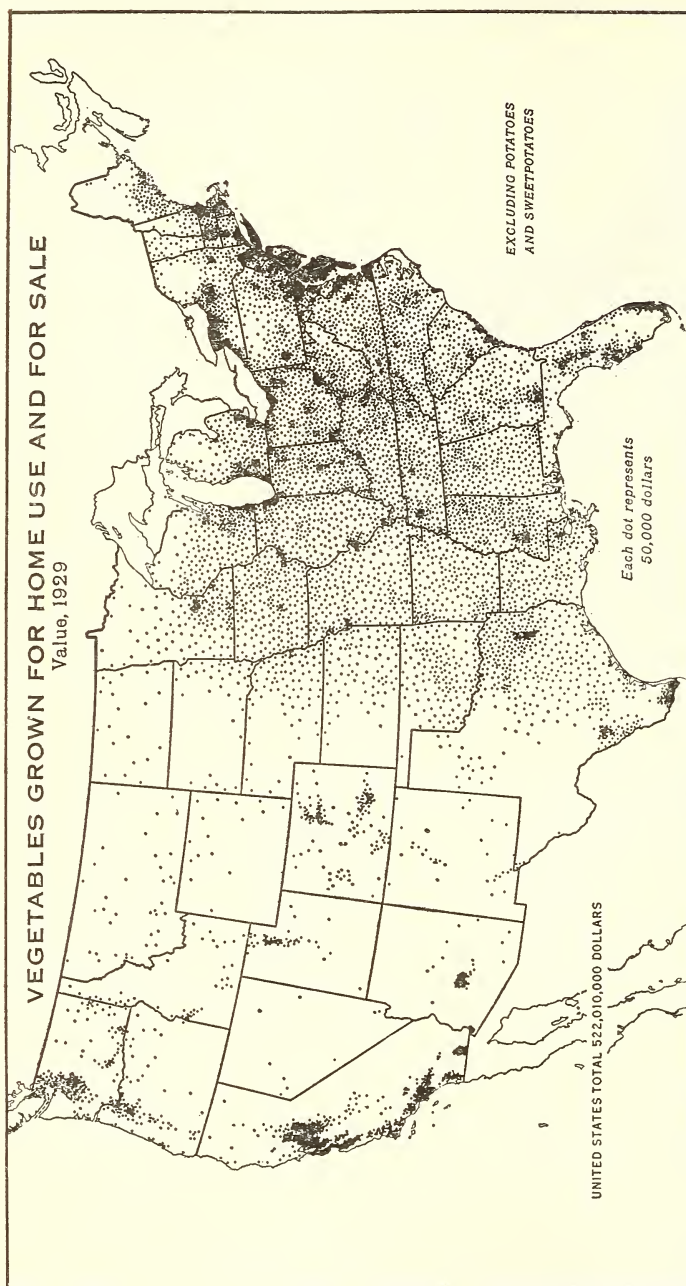 VEGETABLES GROWN FOR HOME USE AND FOR SALE
Value, 1929
EXCLUDING POTATOES
AND SWEETPOTATOES
Each dot represents
50,000 dollars
UNITED STATES TOTAL 522,010,000 DOLLARS